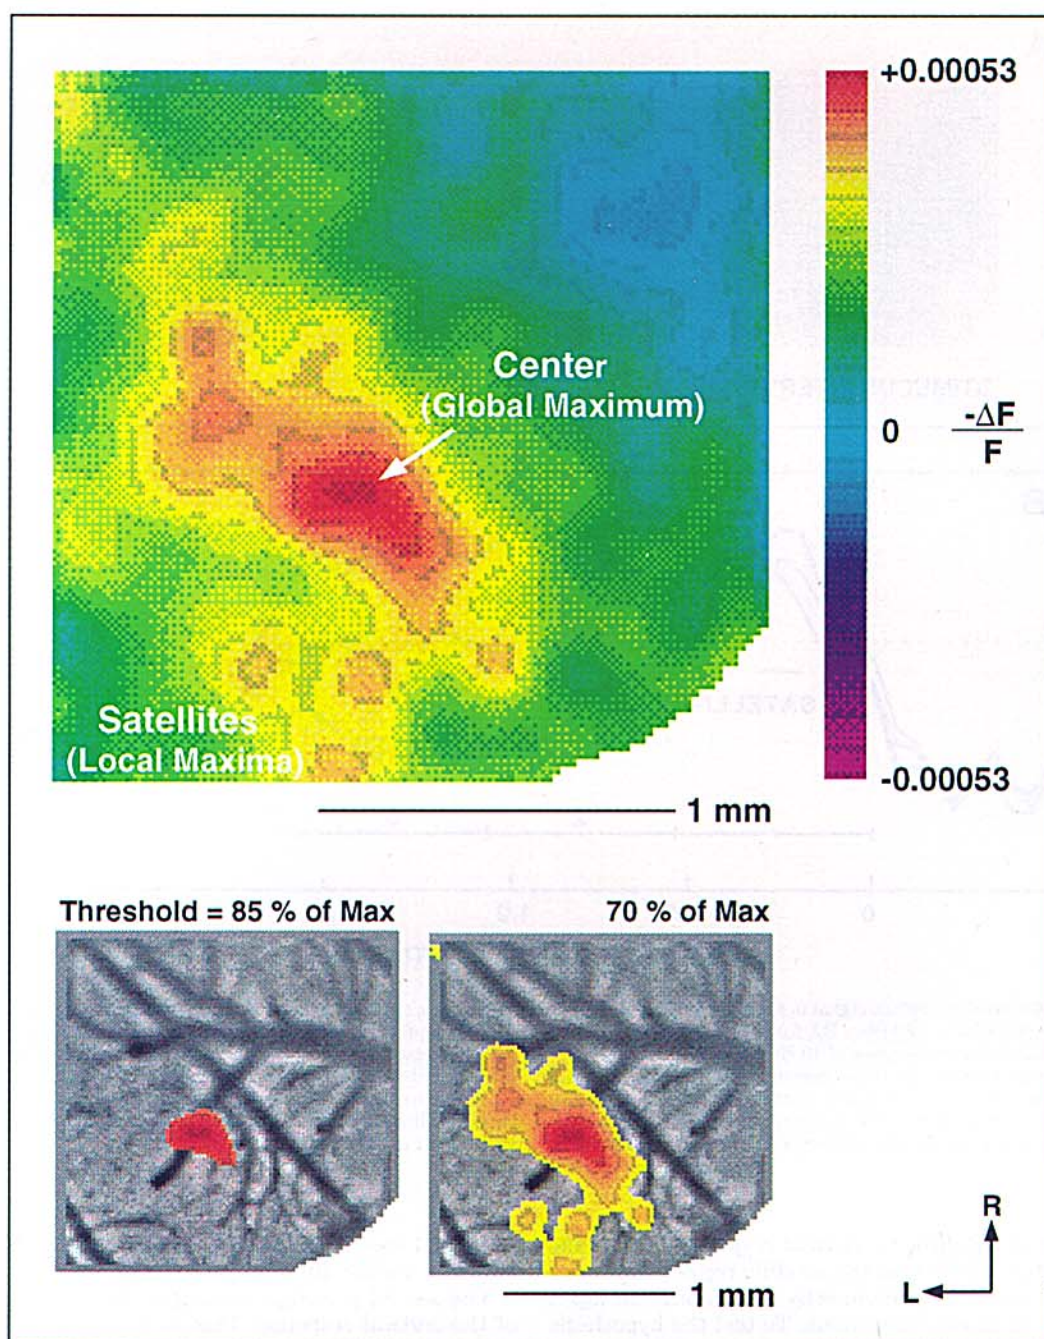 +0.00053
Center
(Global Maximum)
0
-ΔF
F
Satellites
(Local Maxima)
-0.00053
1 mm
Threshold = 85 % of Max
70 % of Max
R
L
1 mm